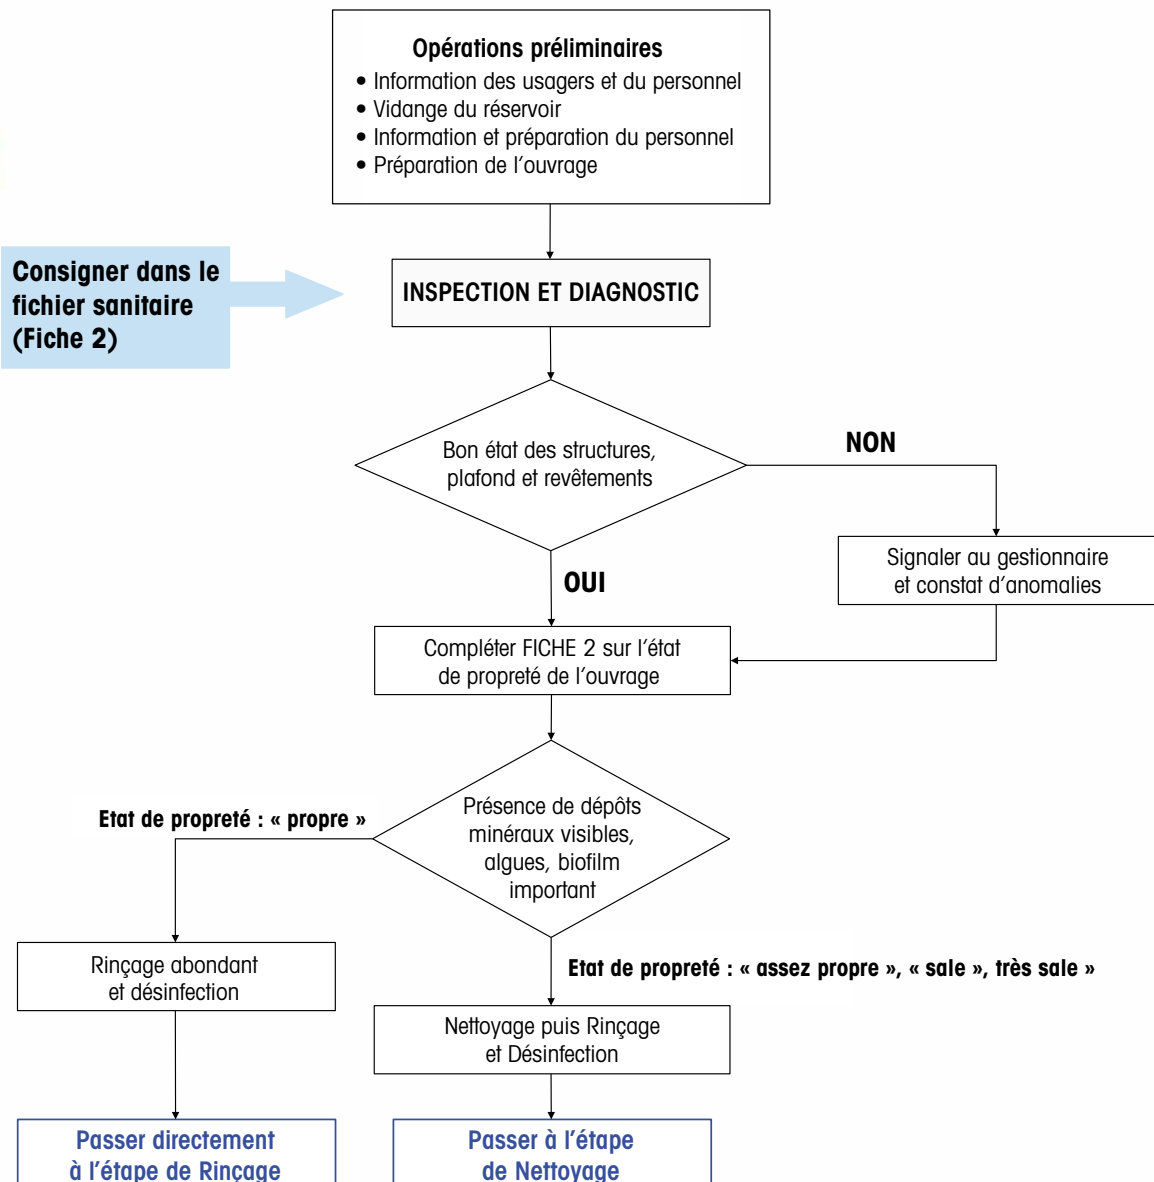 Opérations préliminaires
• Information des usagers et du personnel
• Vidange du réservoir
• Information et préparation du personnel
• Préparation de l'ouvrage
Consigner dans le
fichier sanitaire
(Fiche 2)
INSPECTION ET DIAGNOSTIC
Bon état des structures,
plafond et revêtements
NON
Signaler au gestionnaire
et constat d'anomalies
OUI
Compléter FICHE 2 sur l'état
de propreté de l'ouvrage
Présence de dépôts
minéraux visibles,
algues, biofilm
important
Etat de propreté : « propre »
Rinçage abondant
et désinfection
Etat de propreté : « assez propre », « sale », très sale »
Nettoyage puis Rinçage
et Désinfection
Passer directement
à l'étape de Rinçage
Passer à l'étape
de Nettoyage